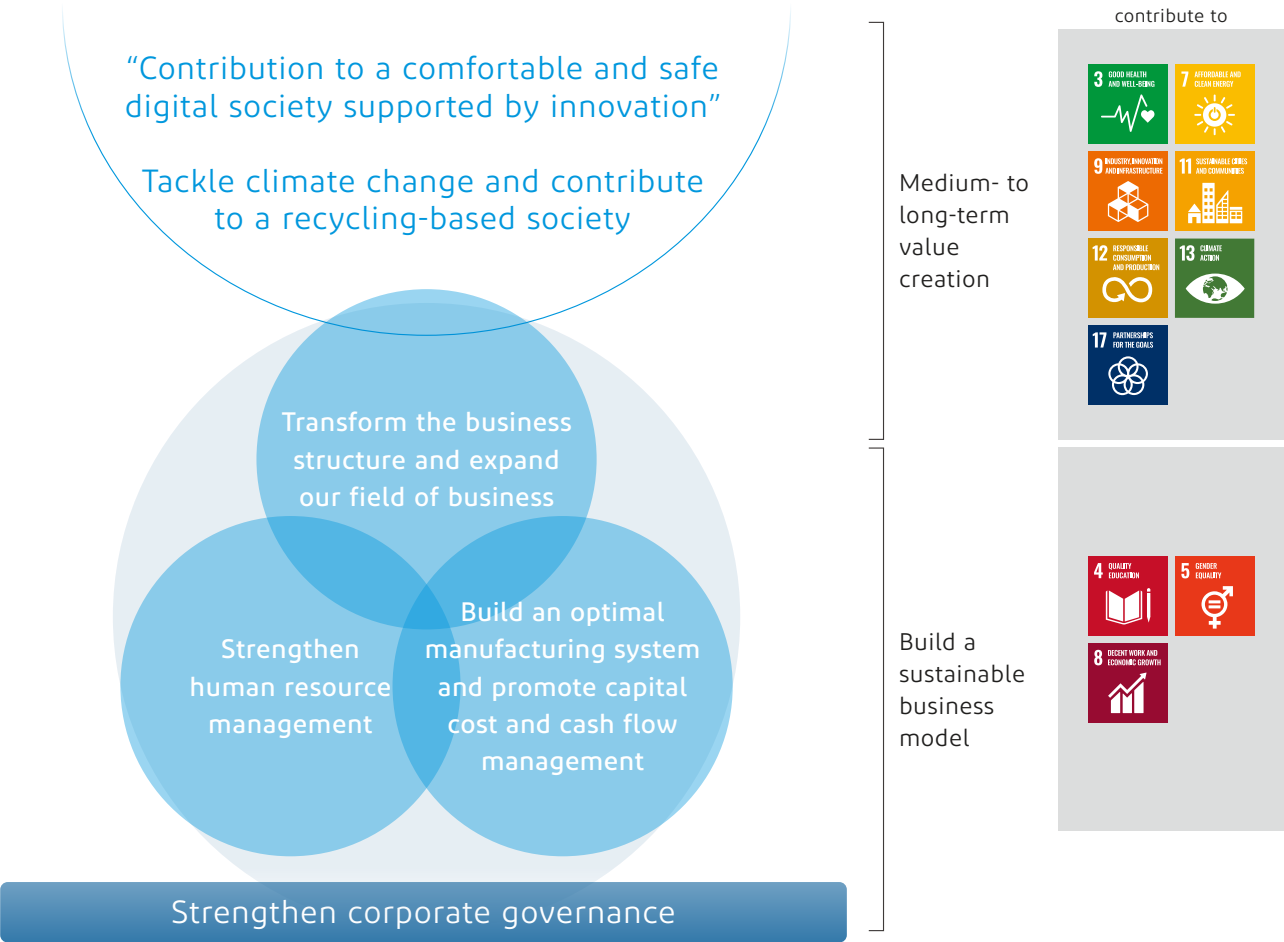 “Contribution to a comfortable and safe
digital society supported by innovation”
Tackle climate change and contribute
to a recycling-based society
Transform the business
structure and expand
our field of business
Strengthen
human resource
management
Build an optimal
manufacturing system
and promote capital
cost and cash flow
management
Strengthen corporate governance
Medium- to
long-term
value
creation
Build a
sustainable
business
model
contribute to
3 GOOD HEALTH
AND WELL-BEING
7 AFFORDABLE AND
CLEAN ENERGY
9 INDUSTRY, INNOVATION
AND INFRASTRUCTURE
11 SUSTAINABLE CITIES
AND COMMUNITIES
12 RESPONSIBLE
CONSUMPTION
AND PRODUCTION
13 CLIMATE
ACTION
17 PARTNERSHIPS
FOR THE GOALS
4 QUALITY
EDUCATION
5 GENDER
EQUALITY
8 DECENT WORK AND
ECONOMIC GROWTH